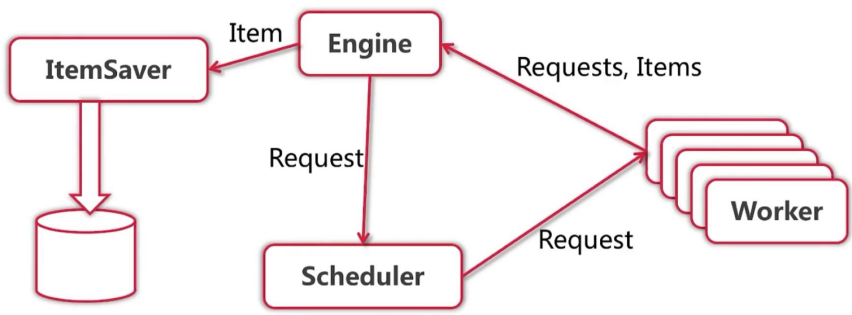 Item
Engine
ItemSaver
Requests, Items
Request
Worker
Request
Scheduler